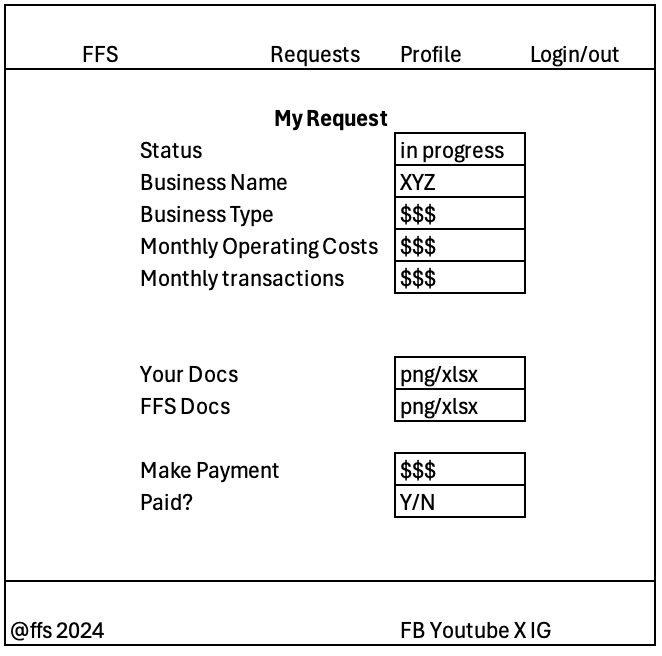 FFS Requests Profile Login/out
My Request
Status in progress
Business Name XYZ
Business Type $$$
Monthly Operating Costs $$$
Monthly transactions $$$
Your Docs png/xlsx
FFS Docs png/xlsx
Make Payment $$$
Paid? Y/N
@ffs 2024 FB Youtube X IG